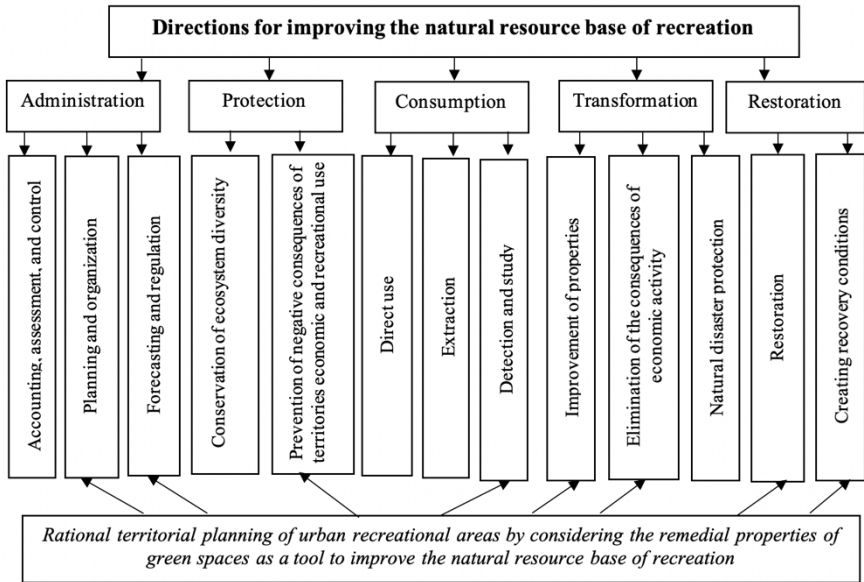 Directions for improving the natural resource base of recreation
Administration
Protection
Consumption
Transformation
Restoration
Accounting, assessment, and control
Planning and organization
Forecasting and regulation
Conservation of ecosystem diversity
Prevention of negative consequences of
territories economic and recreational use
Direct use
Extraction
Detection and study
Improvement of properties
Elimination of the consequences of
economic activity
Natural disaster protection
Restoration
Creating recovery conditions
Rational territorial planning of urban recreational areas by considering the remedial properties of
green spaces as a tool to improve the natural resource base of recreation